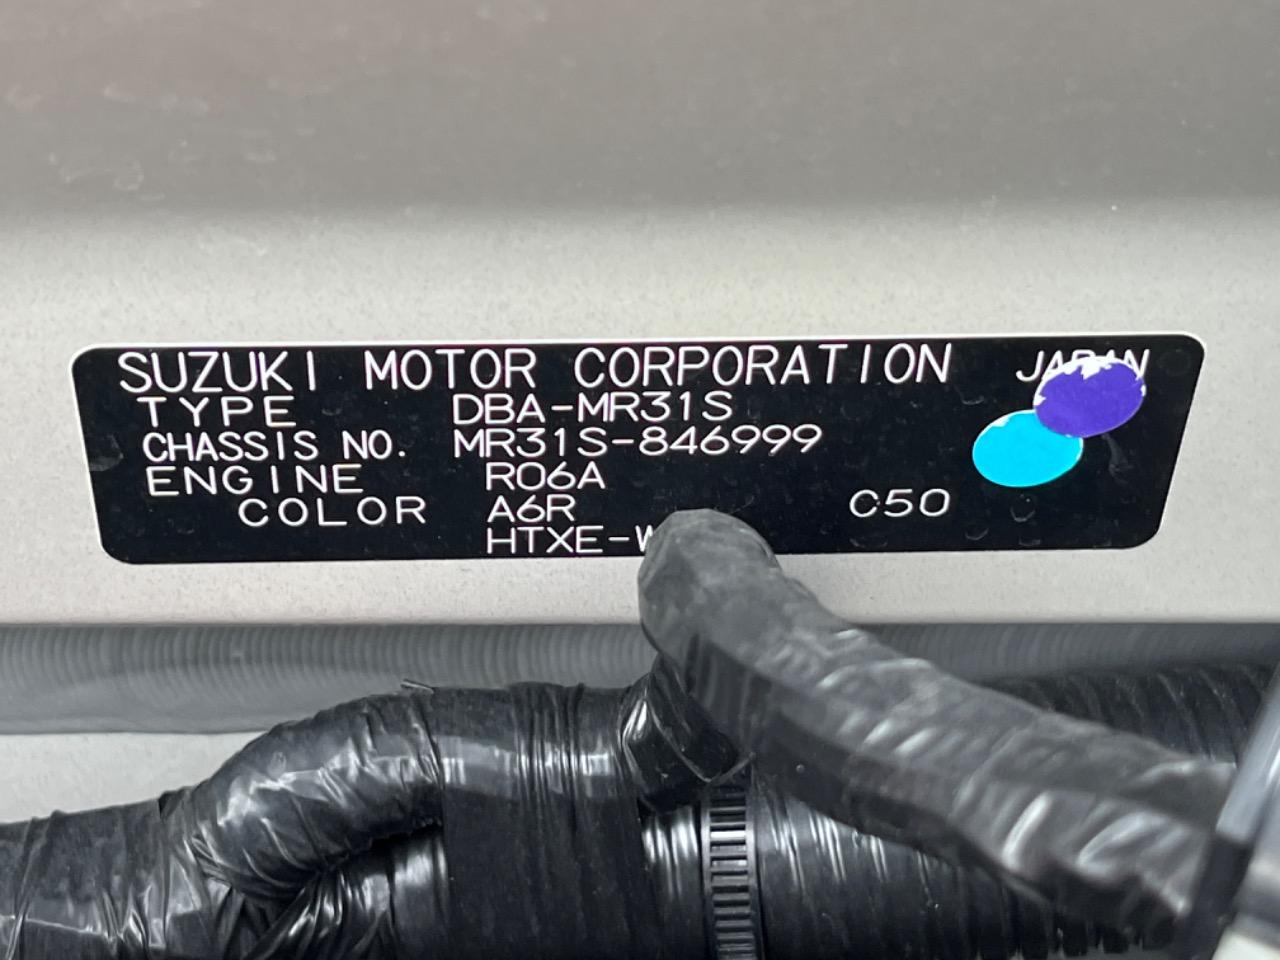 SUZUKI MOTOR CORPORATION JAPAN
TYPE DBA-MR31S
CHASSIS NO. MR31S-846999
ENGINE R06A
COLOR A6R C50
HTXE-